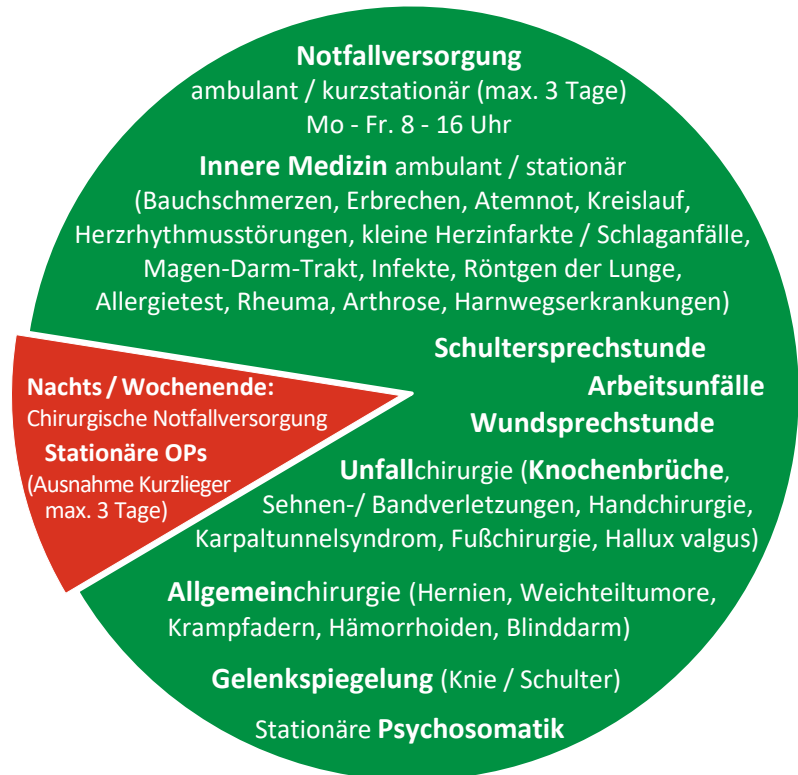 Notfallversorgung
ambulant / kurzstationär (max. 3 Tage)
Mo - Fr. 8 - 16 Uhr
Innere Medizin ambulant / stationär
(Bauchschmerzen, Erbrechen, Atemnot, Kreislauf,
Herzrhythmusstörungen, kleine Herzinfarkte / Schlaganfälle,
Magen-Darm-Trakt, Infekte, Röntgen der Lunge,
Allergietest, Rheuma, Arthrose, Harnwegserkrankungen)
Schultersprechstunde
Arbeitsunfälle
Wundsprechstunde
Unfallchirurgie (Knochenbrüche,
Sehnen-/ Bandverletzungen, Handchirurgie,
Karpaltunnelsyndrom, Fußchirurgie, Hallux valgus)
Allgemeinchirurgie (Hernien, Weichteiltumore,
Krampfadern, Hämorrhoiden, Blinddarm)
Gelenkspiegelung (Knie / Schulter)
Stationäre Psychosomatik
Nachts / Wochenende:
Chirurgische Notfallversorgung
Stationäre OPs
(Ausnahme Kurzlieger
max. 3 Tage)